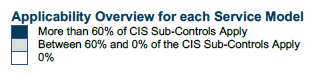 Applicability Overview for each Service Model
More than 60% of CIS Sub-Controls Apply
Between 60% and 0% of the CIS Sub-Controls Apply
0%